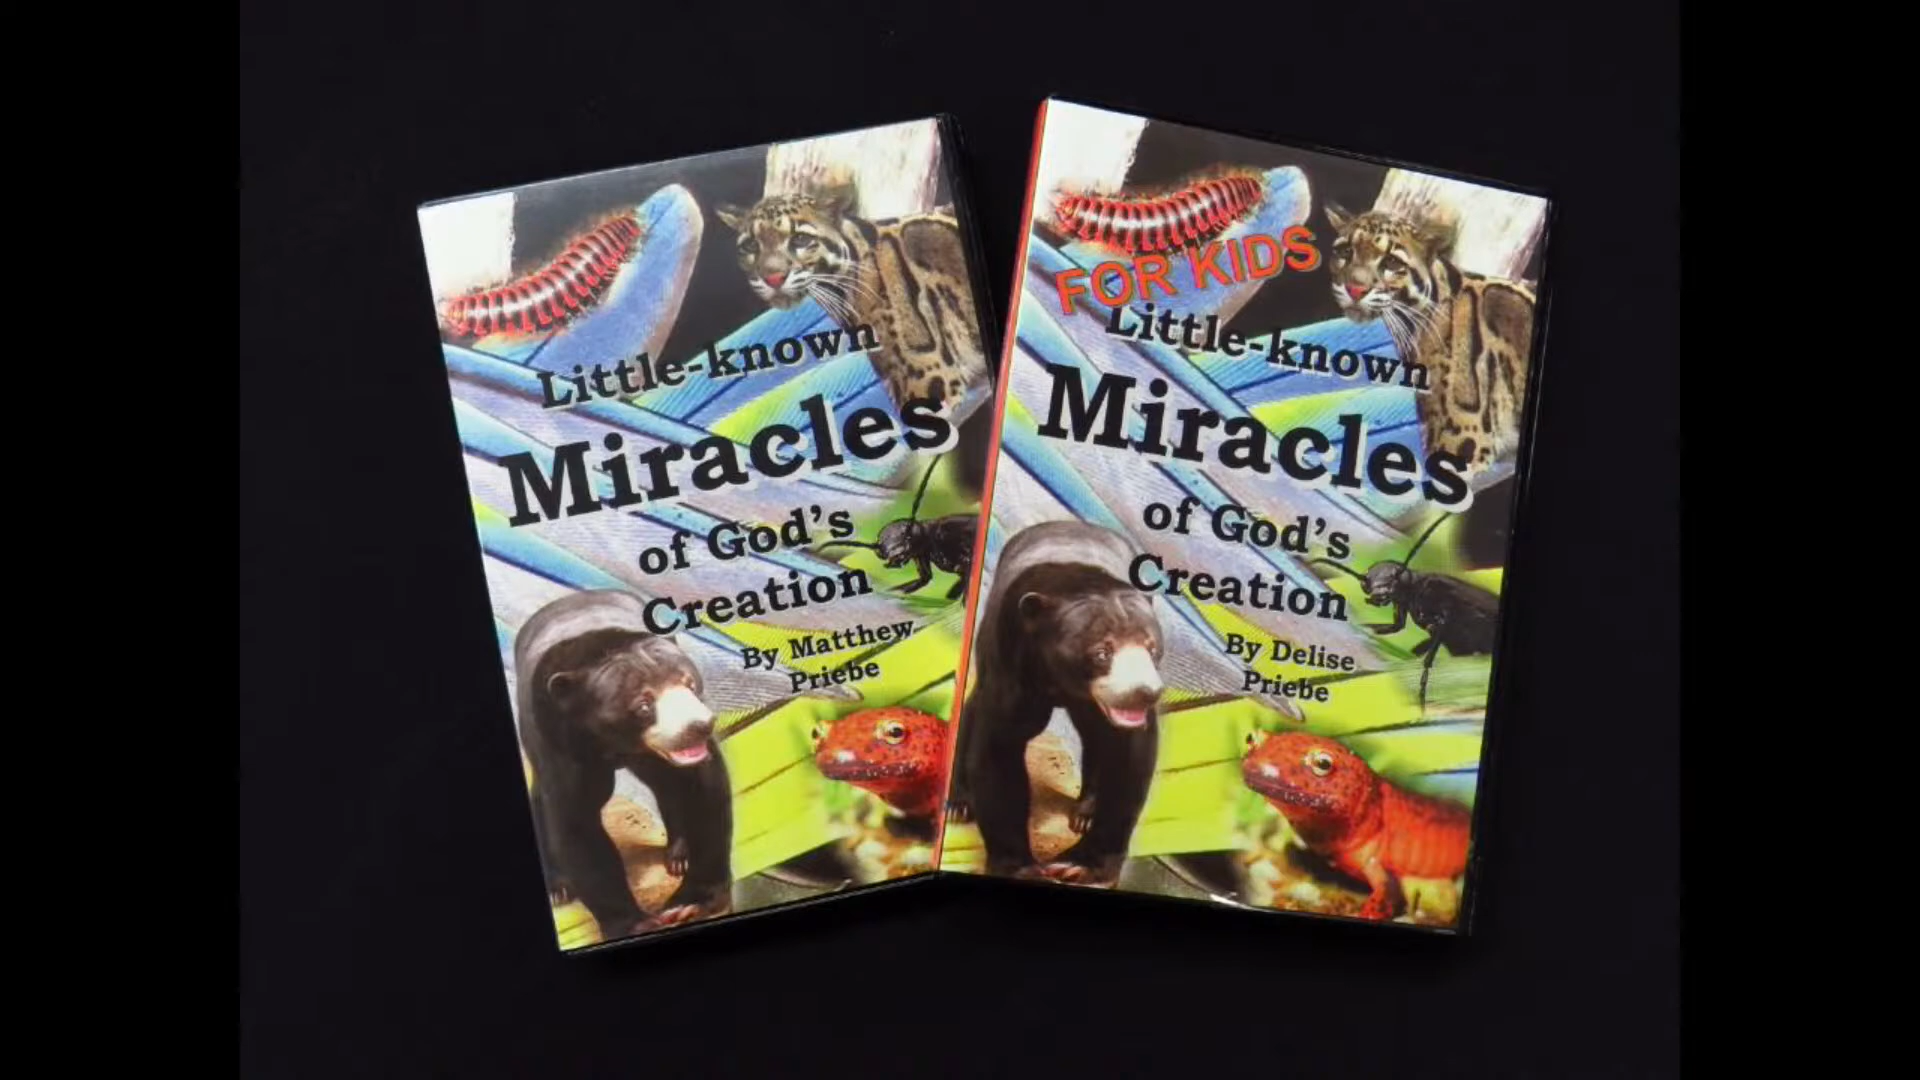 Little-known
Miracles
of God's
Creation
By Matthew
Priebe
FOR KIDS
Little-known
Miracles
of God's
Creation
By Delise
Priebe